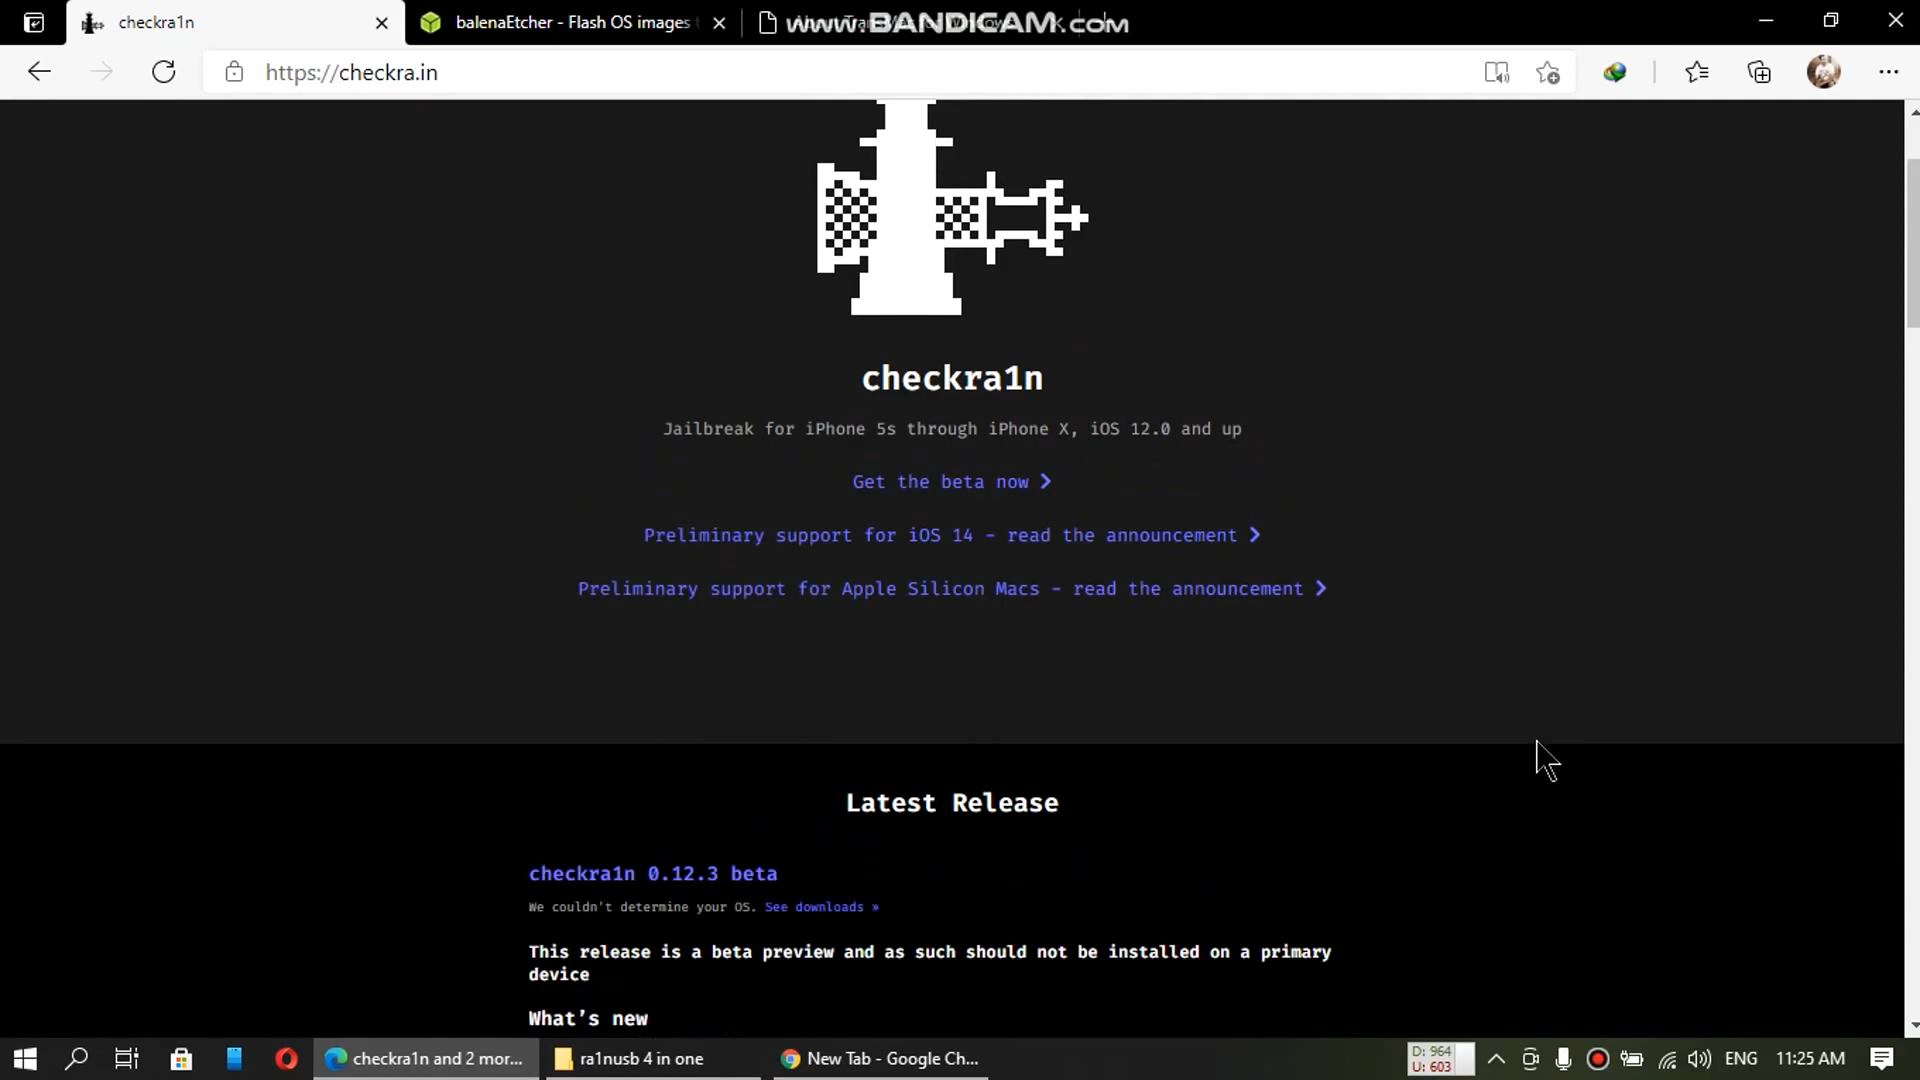 checkra1n
balenaEtcher - Flash OS images
www.BANDICAM.com
https://checkra.in
checkra1n
Jailbreak for iPhone 5s through iPhone X, iOS 12.0 and up
Get the beta now
Preliminary support for iOS 14 - read the announcement
Preliminary support for Apple Silicon Macs - read the announcement
Latest Release
checkra1n 0.12.3 beta
We couldn't determine your OS. See downloads »
This release is a beta preview and as such should not be installed on a primary
device
What's new
checkra1n and 2 mor...
ra1nusb 4 in one
New Tab - Google Ch...
D: 964
U: 603
ENG
11:25 AM